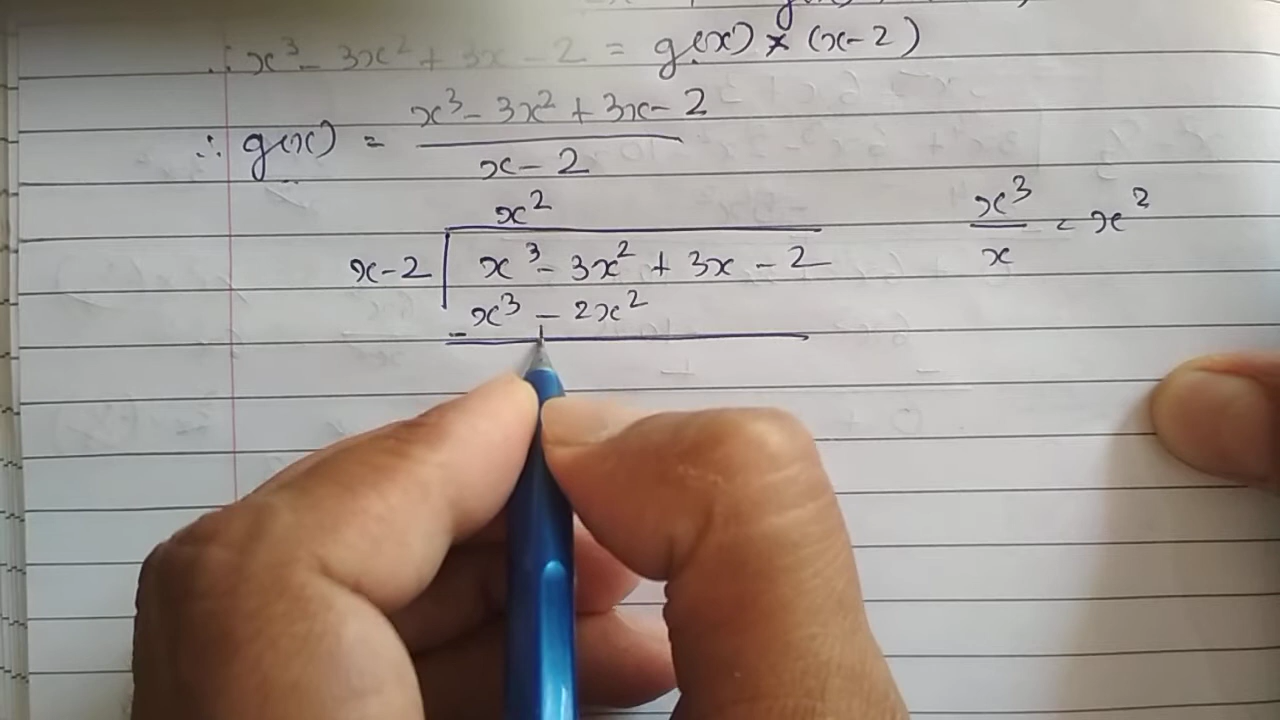 ∴ x³ - 3x² + 3x - 2 = g(x) × (x-2)
∴ g(x) = x³ - 3x² + 3x - 2
x - 2
x²
x-2 x³ - 3x² + 3x - 2
x³ - 2x²
-
x³
x
= x²